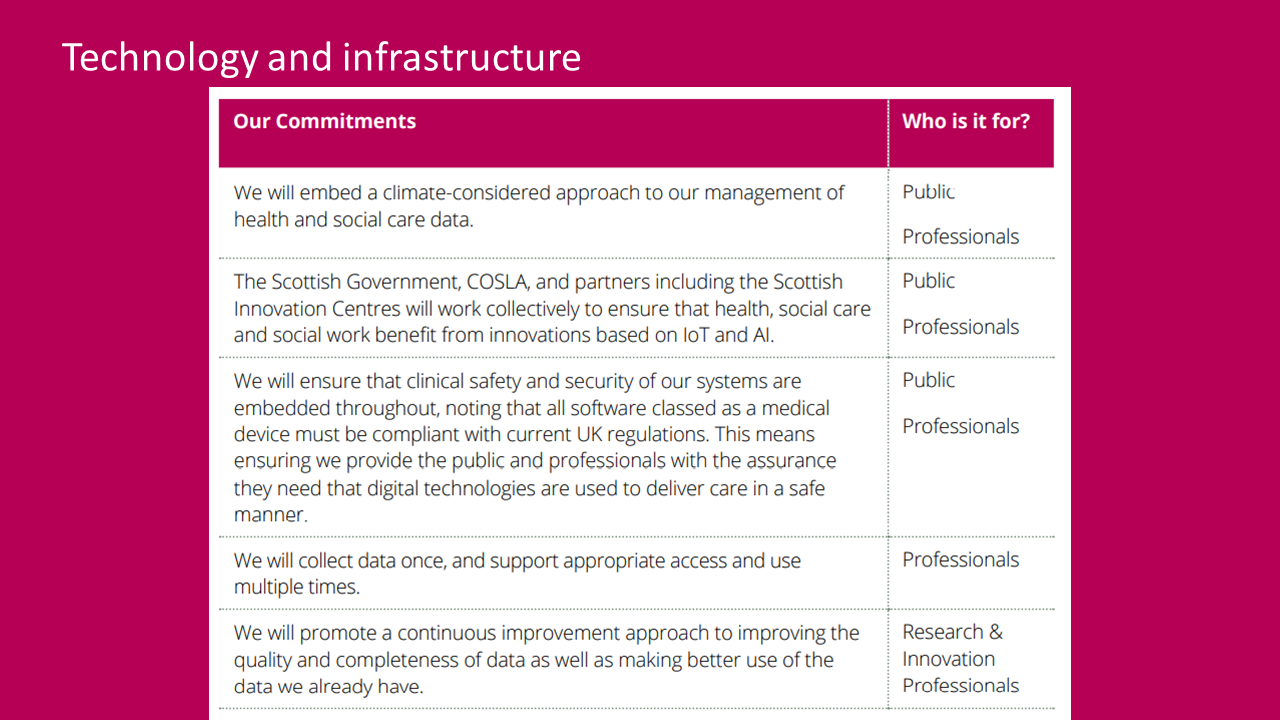 Technology and infrastructure
Our Commitments
Who is it for?
We will embed a climate-considered approach to our management of
health and social care data.
Public
Professionals
The Scottish Government, COSLA, and partners including the Scottish
Innovation Centres will work collectively to ensure that health, social care
and social work benefit from innovations based on IoT and AI.
Public
Professionals
We will ensure that clinical safety and security of our systems are
embedded throughout, noting that all software classed as a medical
device must be compliant with current UK regulations. This means
ensuring we provide the public and professionals with the assurance
they need that digital technologies are used to deliver care in a safe
manner.
Public
Professionals
We will collect data once, and support appropriate access and use
multiple times.
Professionals
We will promote a continuous improvement approach to improving the
quality and completeness of data as well as making better use of the
data we already have.
Research &
Innovation
Professionals